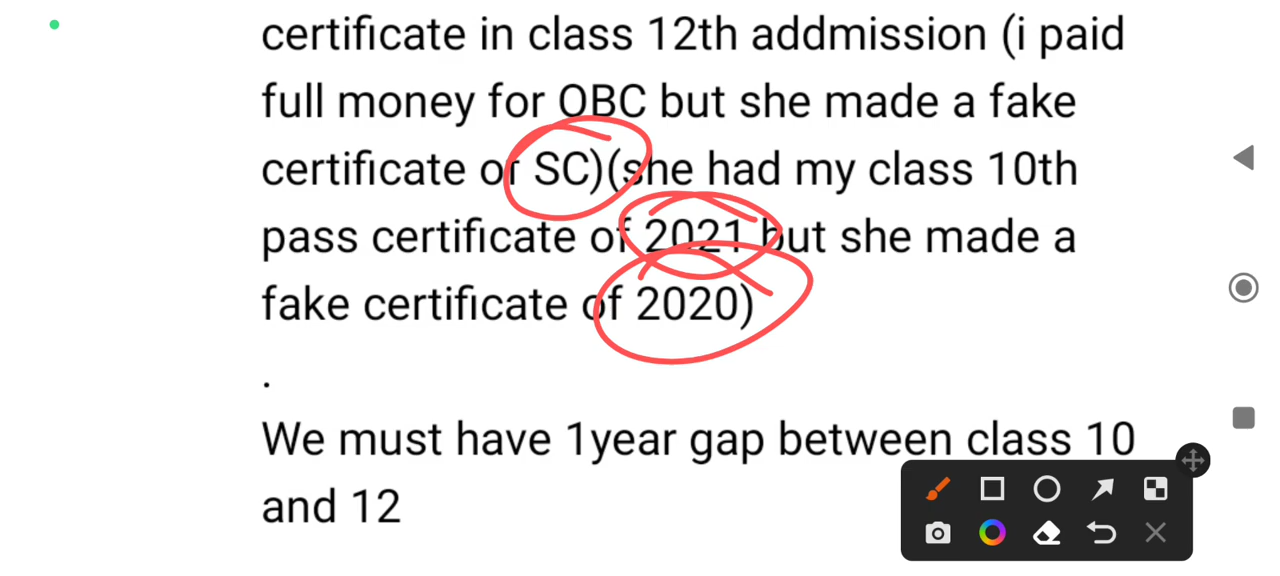 certificate in class 12th addmission (i paid
full money for OBC but she made a fake
certificate of SC)(she had my class 10th
pass certificate of 2021 but she made a
fake certificate of 2020)
.
We must have 1year gap between class 10
and 12